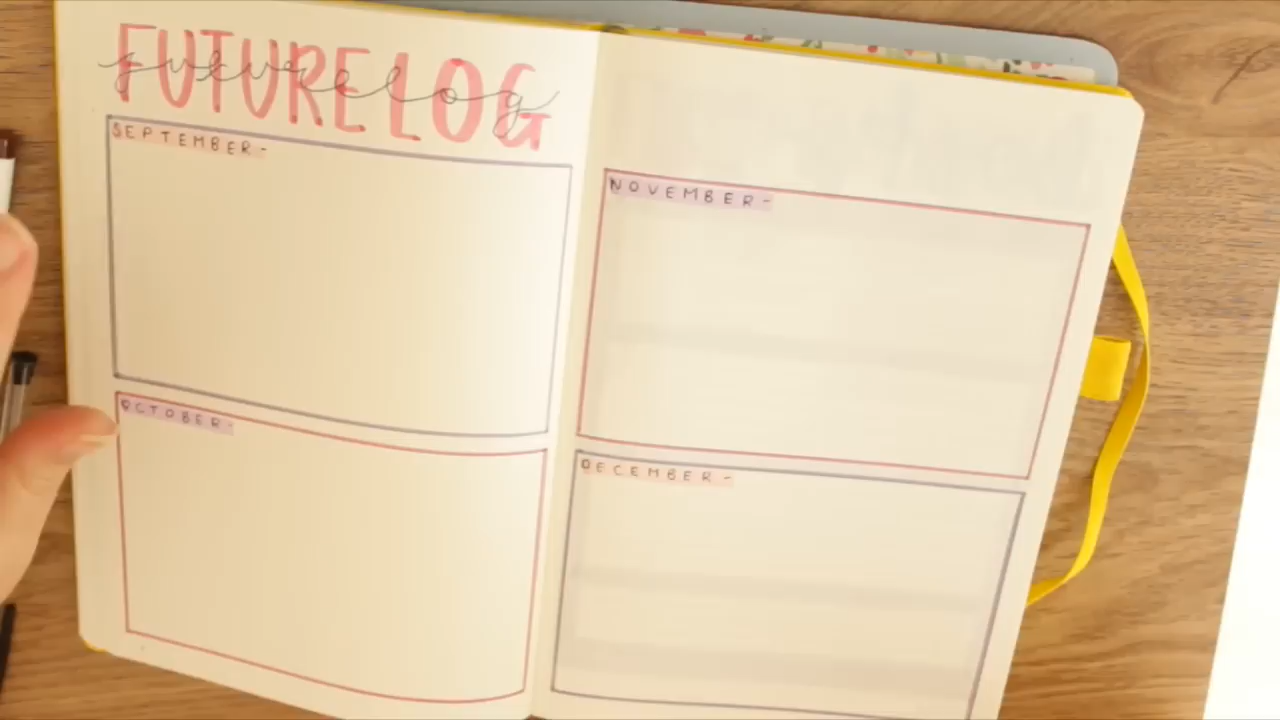 FUTURE LOG
future log
SEPTEMBER-
OCTOBER-
NOVEMBER-
DECEMBER-